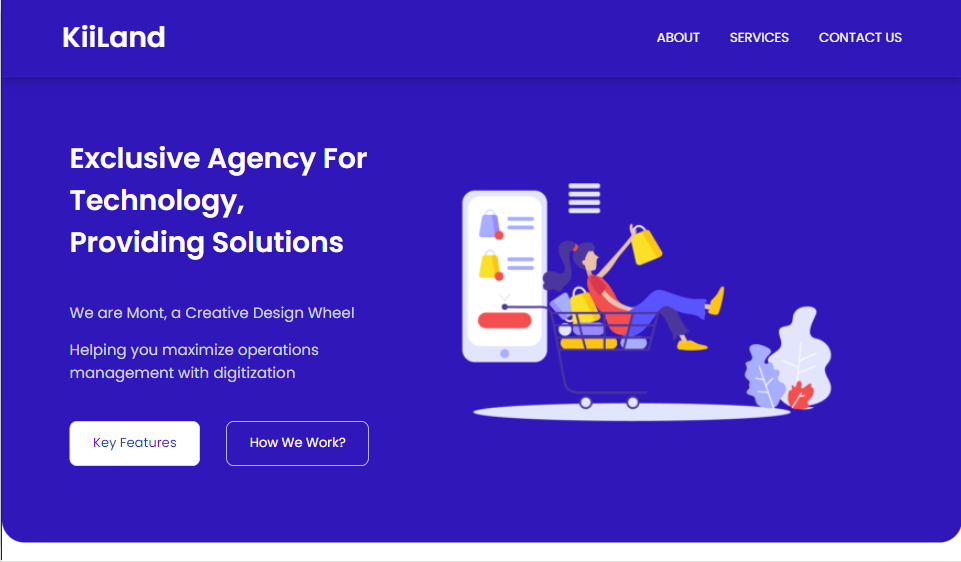 KiiLand
ABOUT SERVICES CONTACT US
Exclusive Agency For
Technology,
Providing Solutions
We are Mont, a Creative Design Wheel
Helping you maximize operations
management with digitization
Key Features
How We Work?